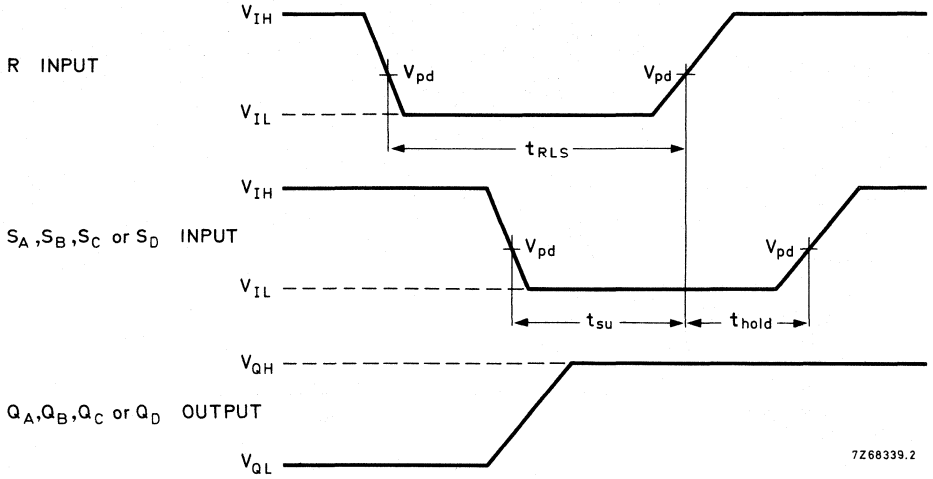 V_IH
R INPUT
V_pd V_pd
V_IL
t_RLS
V_IH
S_A,S_B,S_C or S_D INPUT
V_pd V_pd
V_IL
t_su t_hold
V_QH
Q_A,Q_B,Q_C or Q_D OUTPUT
V_QL
7Z68339.2